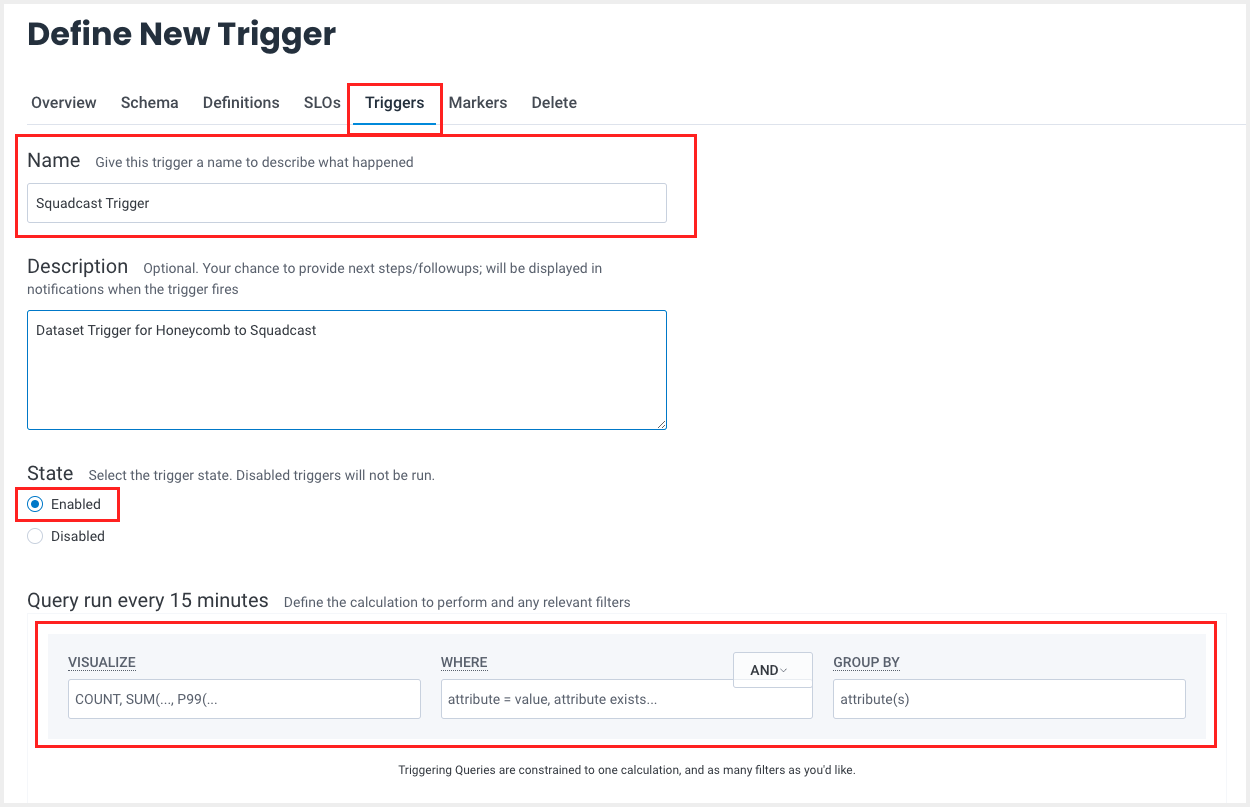 Define New Trigger
Overview Schema Definitions SLOs Triggers Markers Delete
Name Give this trigger a name to describe what happened
Squadcast Trigger
Description Optional. Your chance to provide next steps/followups; will be displayed in
notifications when the trigger fires
Dataset Trigger for Honeycomb to Squadcast
State Select the trigger state. Disabled triggers will not be run.
Enabled
Disabled
Query run every 15 minutes Define the calculation to perform and any relevant filters
VISUALIZE WHERE AND GROUP BY
COUNT, SUM(..., P99(... attribute = value, attribute exists... attribute(s)
Triggering Queries are constrained to one calculation, and as many filters as you'd like.